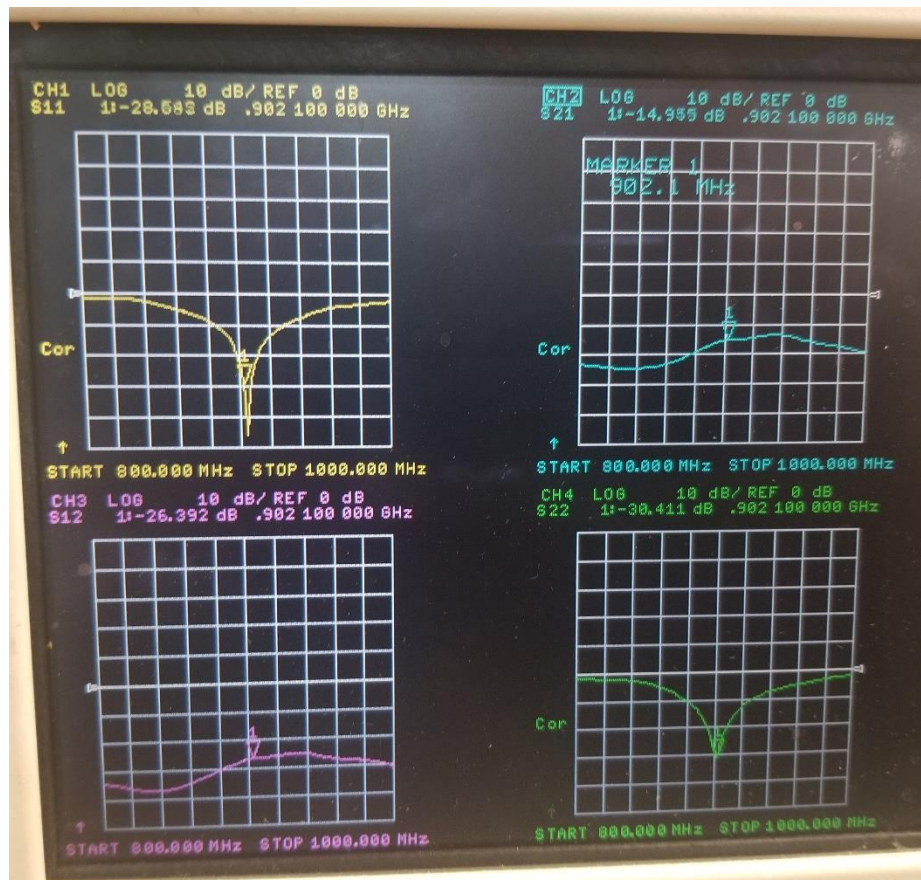 CH1 LOG 10 dB/ REF 0 dB
S11 1:-28.583 dB .902 100 000 GHz
Cor
START 800.000 MHz STOP 1000.000 MHz
CH2 LOG 10 dB/ REF 0 dB
S21 1:-14.955 dB .902 100 000 GHz
MARKER 1
902.1 MHz
1
Cor
START 800.000 MHz STOP 1000.000 MHz
CH3 LOG 10 dB/ REF 0 dB
S12 1:-26.392 dB .902 100 000 GHz
START 800.000 MHz STOP 1000.000 MHz
CH4 LOG 10 dB/ REF 0 dB
S22 1:-30.411 dB .902 100 000 GHz
Cor
START 800.000 MHz STOP 1000.000 MHz